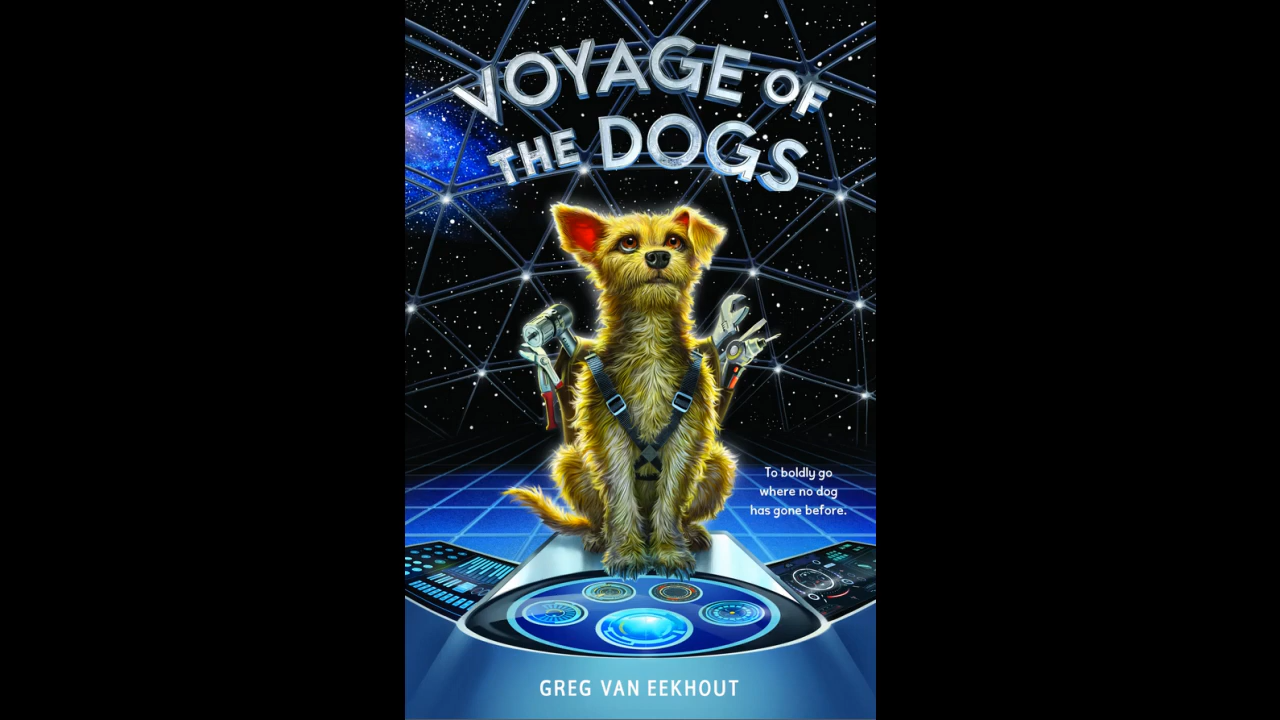 VOYAGE OF
THE DOGS
To boldly go
where no dog
has gone before.
GREG VAN EEKHOUT